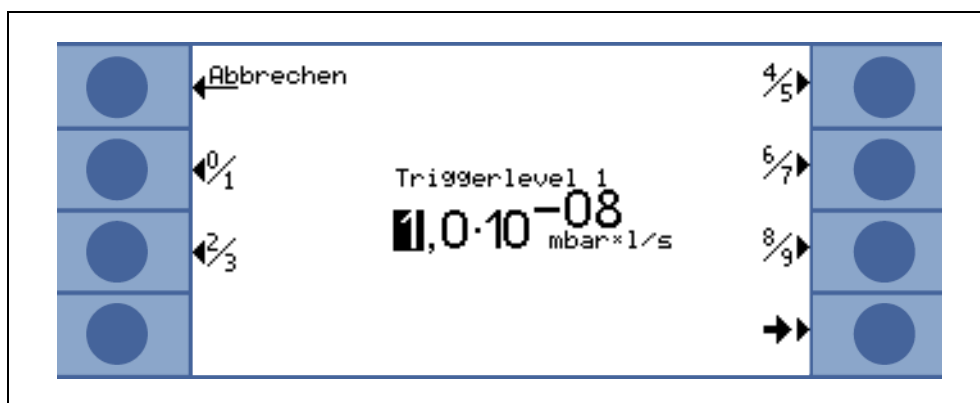 Abbrechen
4/5
0/1
6/7
Triggerlevel 1
1,0·10⁻⁰⁸
mbar×l/s
2/3
8/9